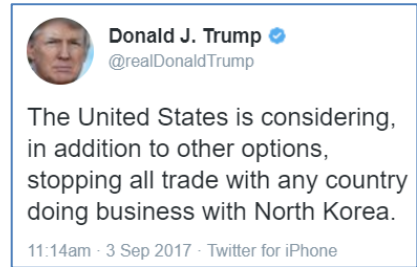 Donald J. Trump
@realDonaldTrump
The United States is considering,
in addition to other options,
stopping all trade with any country
doing business with North Korea.
11:14am · 3 Sep 2017 · Twitter for iPhone